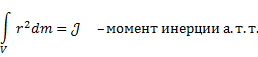 ∫_V r²dm = 𝒥 – момент инерции а. т. т.